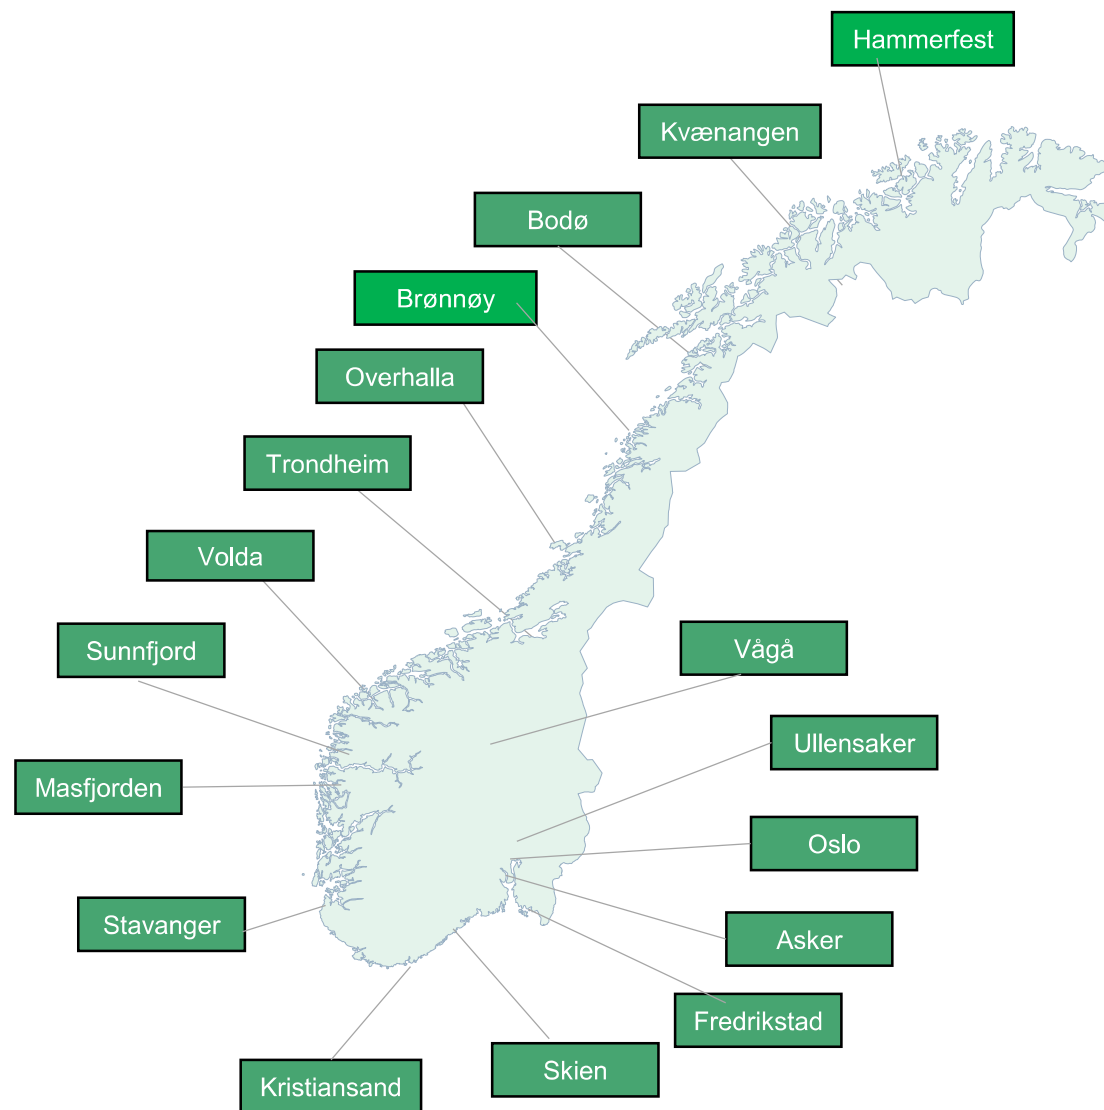 Hammerfest
Kvænangen
Bodø
Brønnøy
Overhalla
Trondheim
Volda
Sunnfjord
Vågå
Ullensaker
Masfjorden
Oslo
Stavanger
Asker
Fredrikstad
Skien
Kristiansand